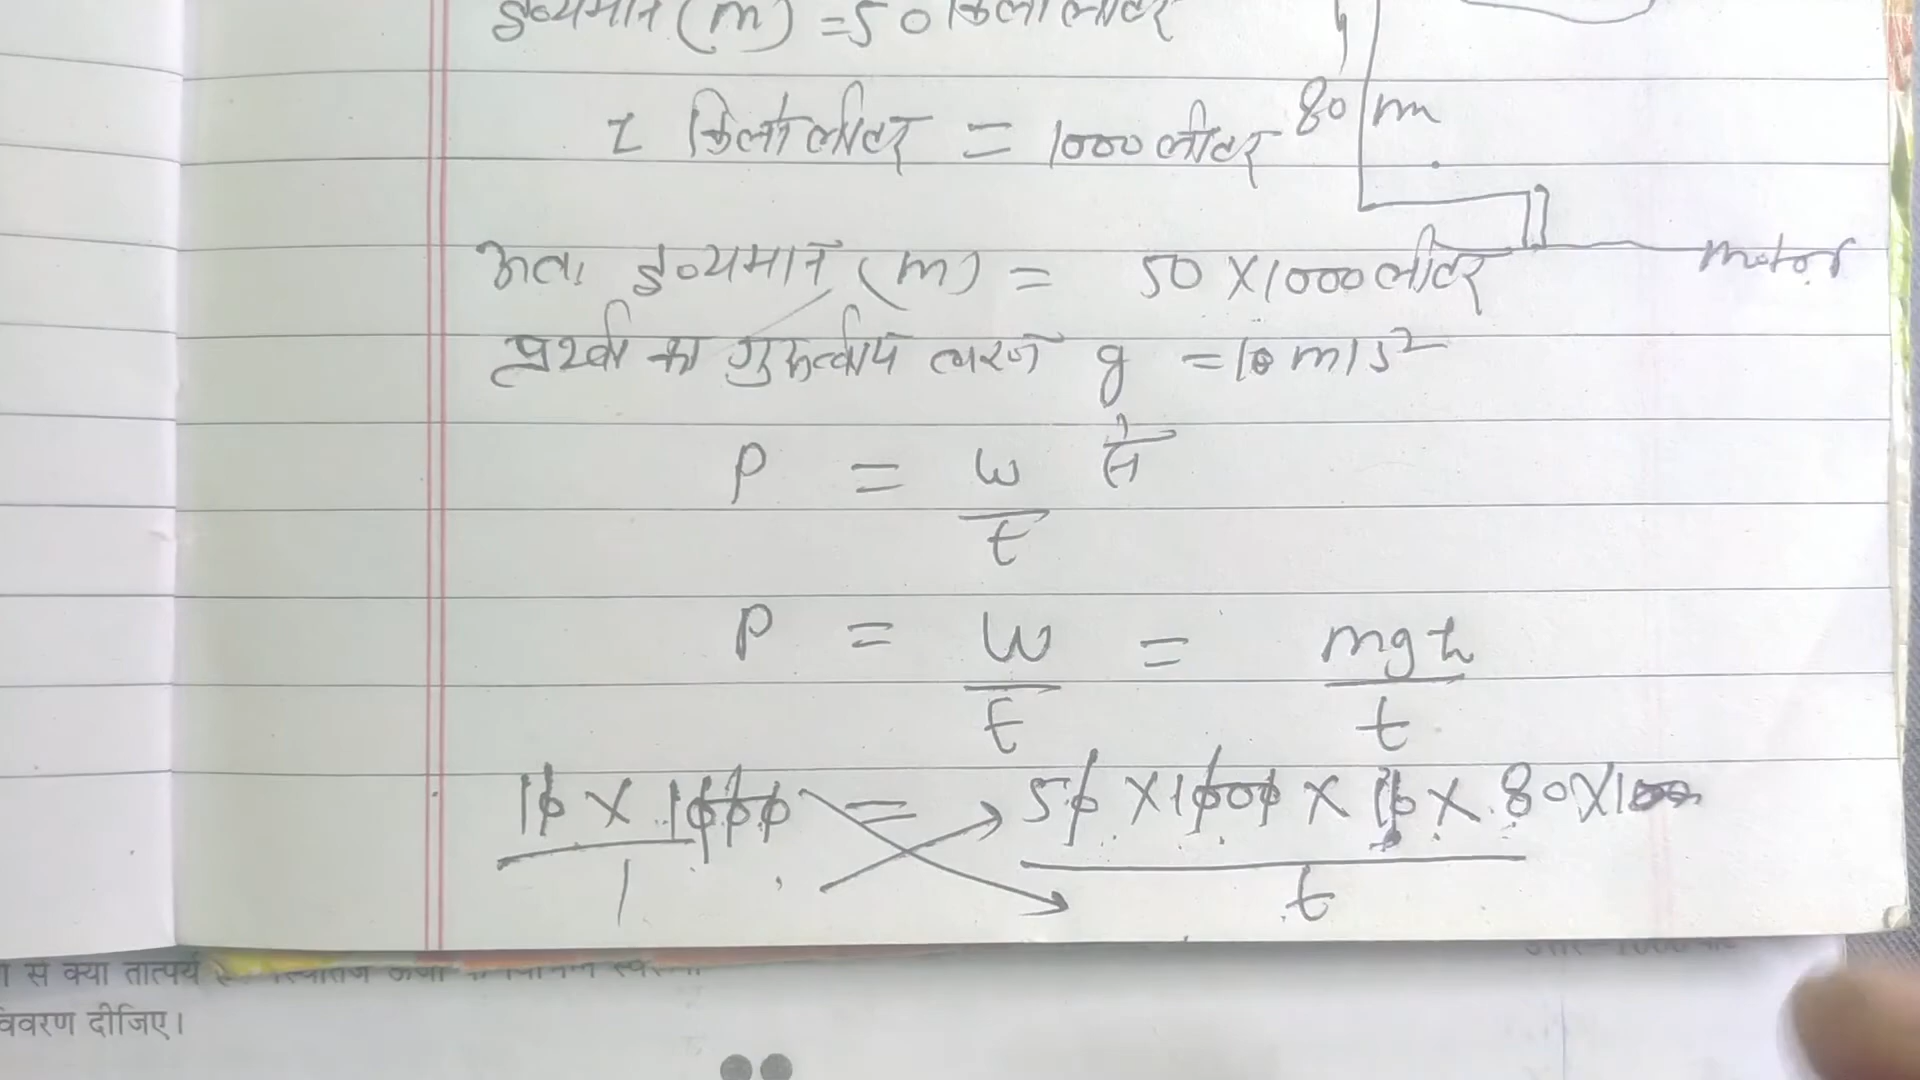 द्रव्यमान (m) = 50 किलो लीटर
1 किलो लीटर = 1000 लीटर
80 m
अतः द्रव्यमान (m) = 50 X 1000 लीटर
motor
पृथ्वी का गुरुत्वीय त्वरण g = 10 m/s²
P = W/t से
P = W/t = mgh/t
10 X 1000/1 = 50 X 1000 X 10 X 80 X 100/t
से क्या तात्पर्य
विवरण दीजिए।